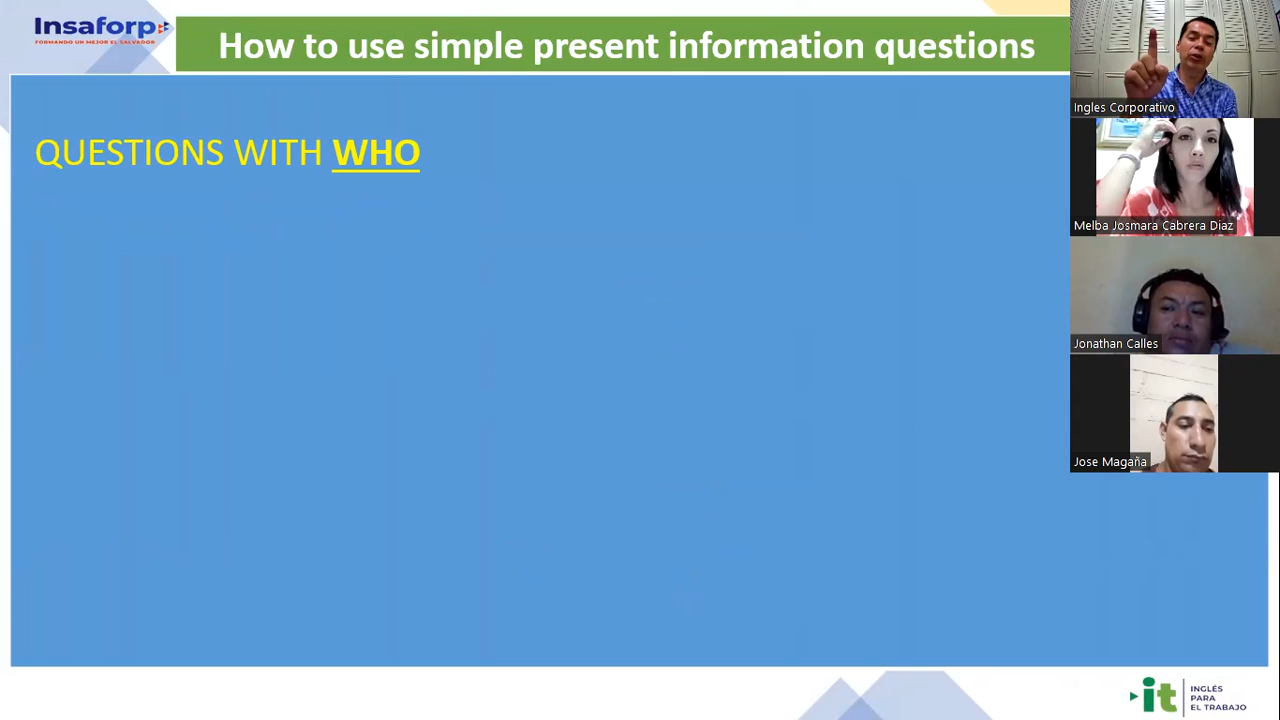 Insaforp
FORMANDO UN MEJOR EL SALVADOR
How to use simple present information questions
QUESTIONS WITH WHO
Ingles Corporativo
Melba Josmara Cabrera Diaz
Jonathan Calles
Jose Magaña
it
INGLÉS
PARA
EL TRABAJO